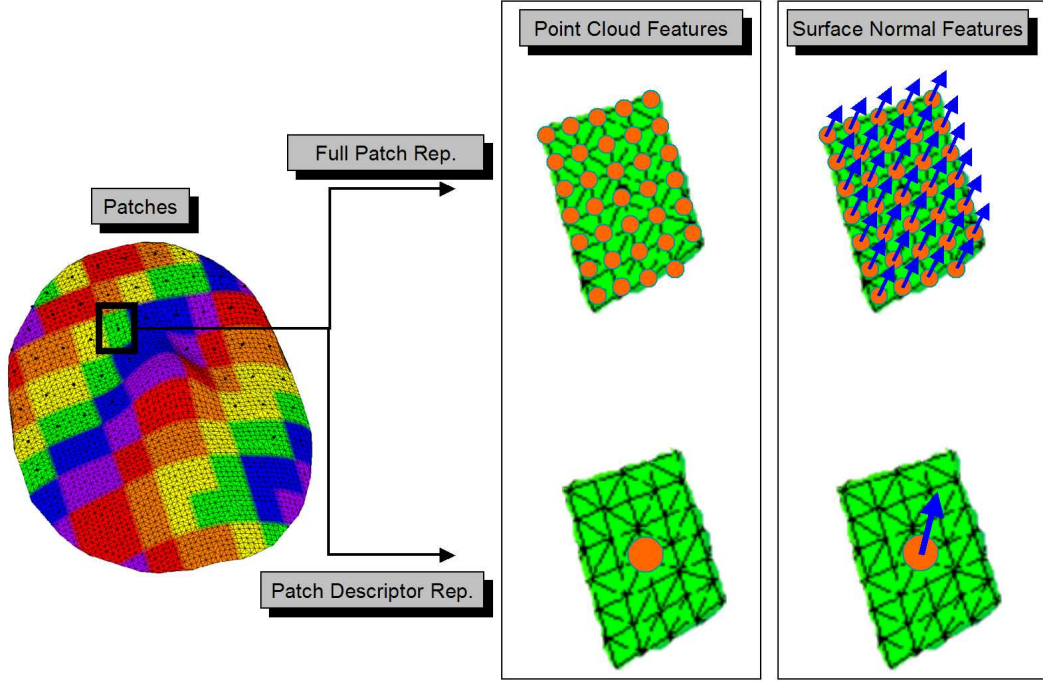 Point Cloud Features
Surface Normal Features
Full Patch Rep.
Patches
Patch Descriptor Rep.